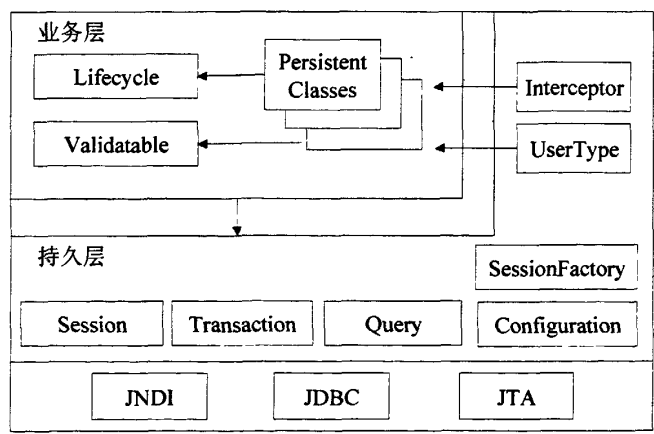 业务层
Lifecycle
Persistent
Classes
Interceptor
Validatable
UserType
持久层
SessionFactory
Session
Transaction
Query
Configuration
JNDI
JDBC
JTA